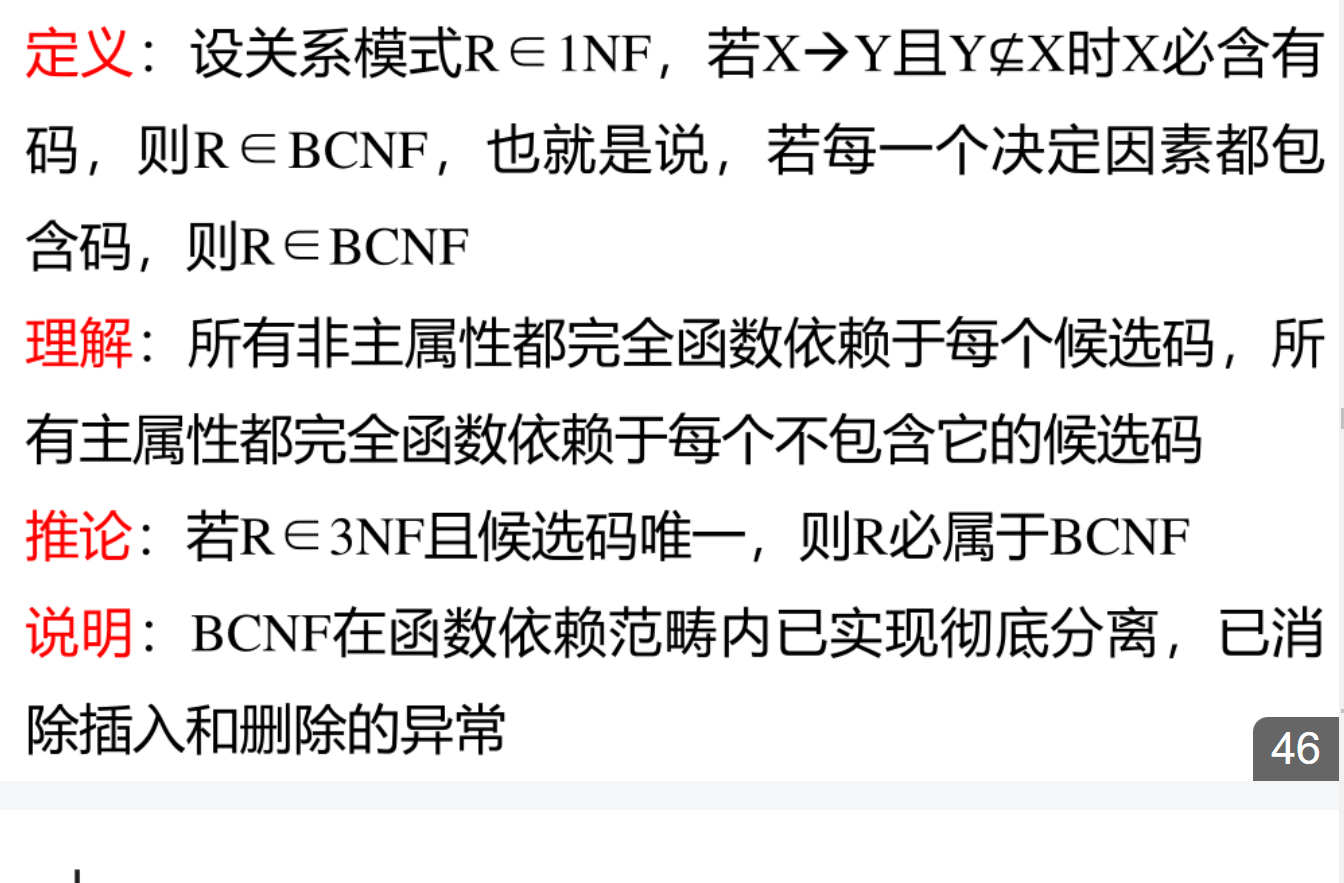 定义：设关系模式R∈1NF，若X→Y且Y⊈X时X必含有
码，则R∈BCNF，也就是说，若每一个决定因素都包
含码，则R∈BCNF
理解：所有非主属性都完全函数依赖于每个候选码，所
有主属性都完全函数依赖于每个不包含它的候选码
推论：若R∈3NF且候选码唯一，则R必属于BCNF
说明：BCNF在函数依赖范畴内已实现彻底分离，已消
除插入和删除的异常
46